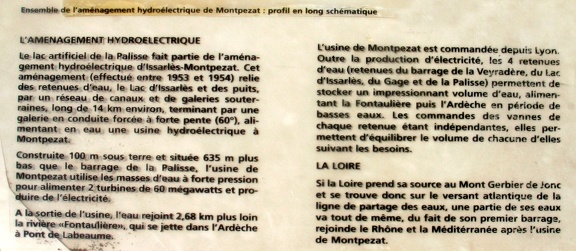 Ensemble de l'aménagement hydroélectrique de Montpezat : profil en long schématique
L'AMENAGEMENT HYDROELECTRIQUE
Le lac artificiel de la Palisse fait partie de l'aména-
gement hydroélectrique d'Issarlès-Montpezat. Cet
aménagement (effectué entre 1953 et 1954) relie
des retenues d'eau, le Lac d'Issarlès et des puits,
par un réseau de canaux et de galeries souter-
raines, long de 14 km environ, terminant par une
galerie en conduite forcée à forte pente (60°), ali-
mentant en eau une usine hydroélectrique à
Montpezat.
Construite 100 m sous terre et située 635 m plus
bas que le barrage de la Palisse, l'usine de
Montpezat utilise les masses d'eau à forte pression
pour alimenter 2 turbines de 60 mégawatts et pro-
duire de l'électricité.
A la sortie de l'usine, l'eau rejoint 2,68 km plus loin
la rivière «Fontaulière», qui se jette dans l'Ardèche
à Pont de Labeaume.
L'usine de Montpezat est commandée depuis Lyon.
Outre la production d'électricité, les 4 retenues
d'eau (retenues du barrage de la Veyradère, du Lac
d'Issarlès, du Gage et de la Palisse) permettent de
stocker un impressionnant volume d'eau, alimen-
tant la Fontaulière puis l'Ardèche en période de
basses eaux. Les commandes des vannes de
chaque retenue étant indépendantes, elles per-
mettent d'équilibrer le volume de chacune d'elles
suivant les besoins.
LA LOIRE
Si la Loire prend sa source au Mont Gerbier de Jonc
et se trouve donc sur le versant atlantique de la
ligne de partage des eaux, une partie de ses eaux
va tout de même, du fait de son premier barrage,
rejoindre le Rhône et la Méditérranée après l'usine
de Montpezat.